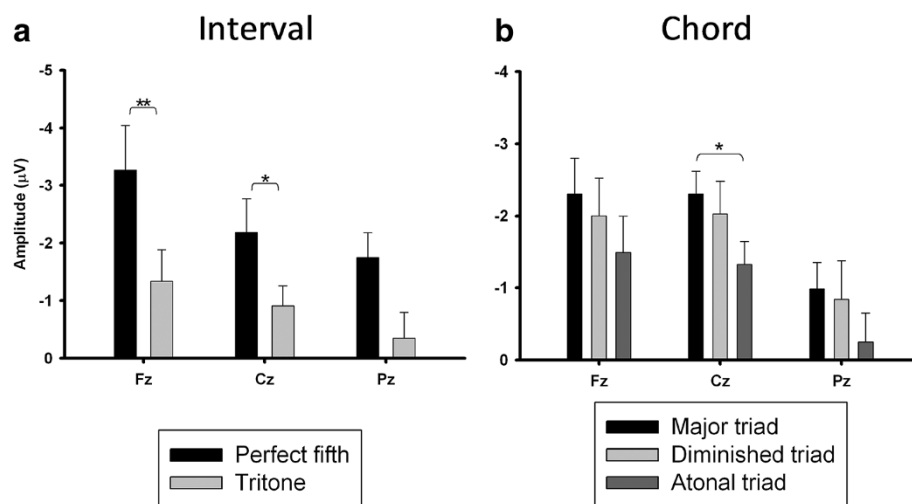 a Interval
-5
-4
-3
-2
-1
0
Amplitude (μV)
**
*
Fz Cz Pz
Perfect fifth
Tritone
b Chord
-4
-3
-2
-1
0
*
Fz Cz Pz
Major triad
Diminished triad
Atonal triad